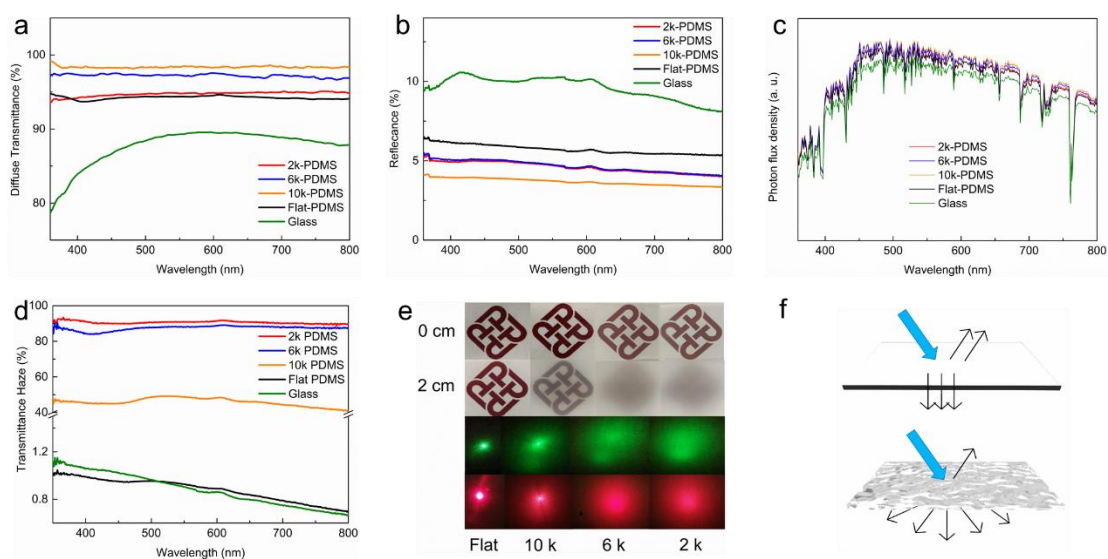 a
Diffuse Transmittance (%)
100
90
80
400 500 600 700 800
Wavelength (nm)
2k-PDMS
6k-PDMS
10k-PDMS
Flat-PDMS
Glass
b
Reflecance (%)
10
5
0
400 500 600 700 800
Wavelength (nm)
2k-PDMS
6k-PDMS
10k-PDMS
Flat-PDMS
Glass
c
Photon flux density (a. u.)
400 500 600 700 800
Wavelength (nm)
2k-PDMS
6k-PDMS
10k-PDMS
Flat-PDMS
Glass
d
Transmittance Haze (%)
100
80
60
40
1.2
0.8
400 500 600 700 800
Wavelength (nm)
2k PDMS
6k PDMS
10k PDMS
Flat PDMS
Glass
e
0 cm
2 cm
Flat 10 k 6 k 2 k
f